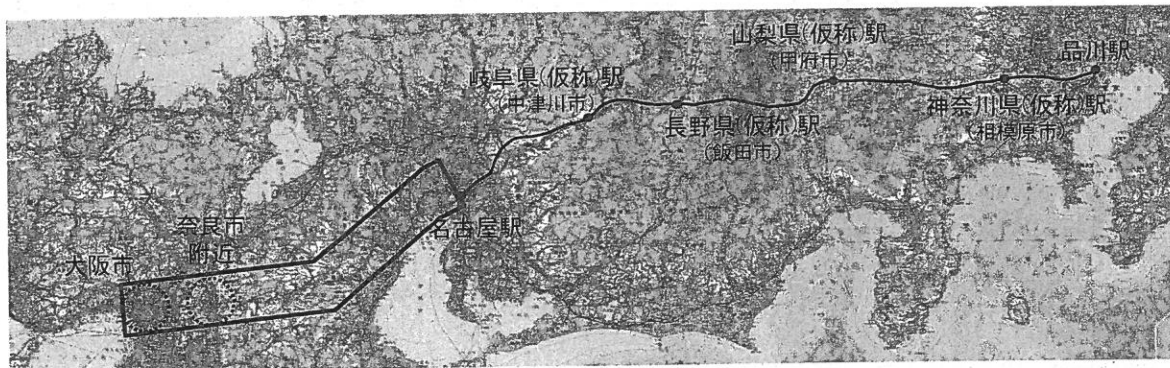 山梨県(仮称)駅
(甲府市)
品川駅
岐阜県(仮称)駅
(中津川市)
神奈川県(仮称)駅
(相模原市)
長野県(仮称)駅
(飯田市)
奈良市
附近
名古屋駅
大阪市